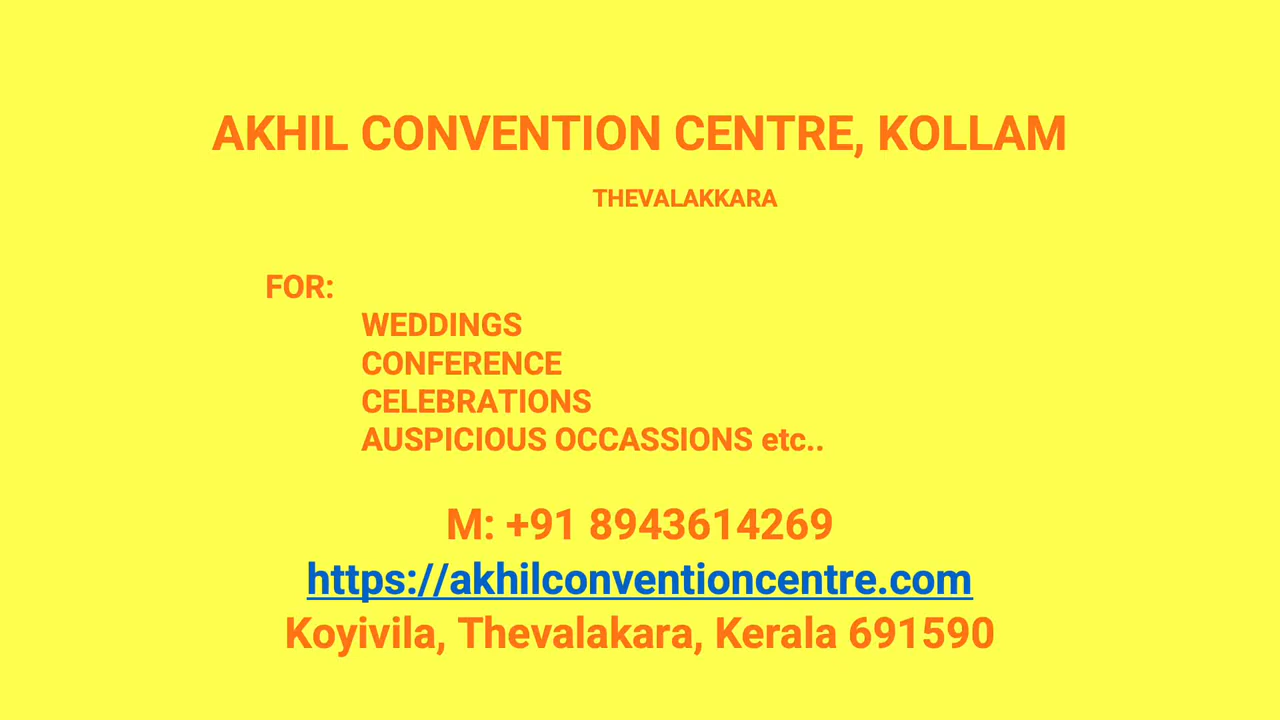 AKHIL CONVENTION CENTRE, KOLLAM
THEVALAKKARA
FOR:
WEDDINGS
CONFERENCE
CELEBRATIONS
AUSPICIOUS OCCASSIONS etc..
M: +91 8943614269
https://akhilconventioncentre.com
Koyivila, Thevalakara, Kerala 691590